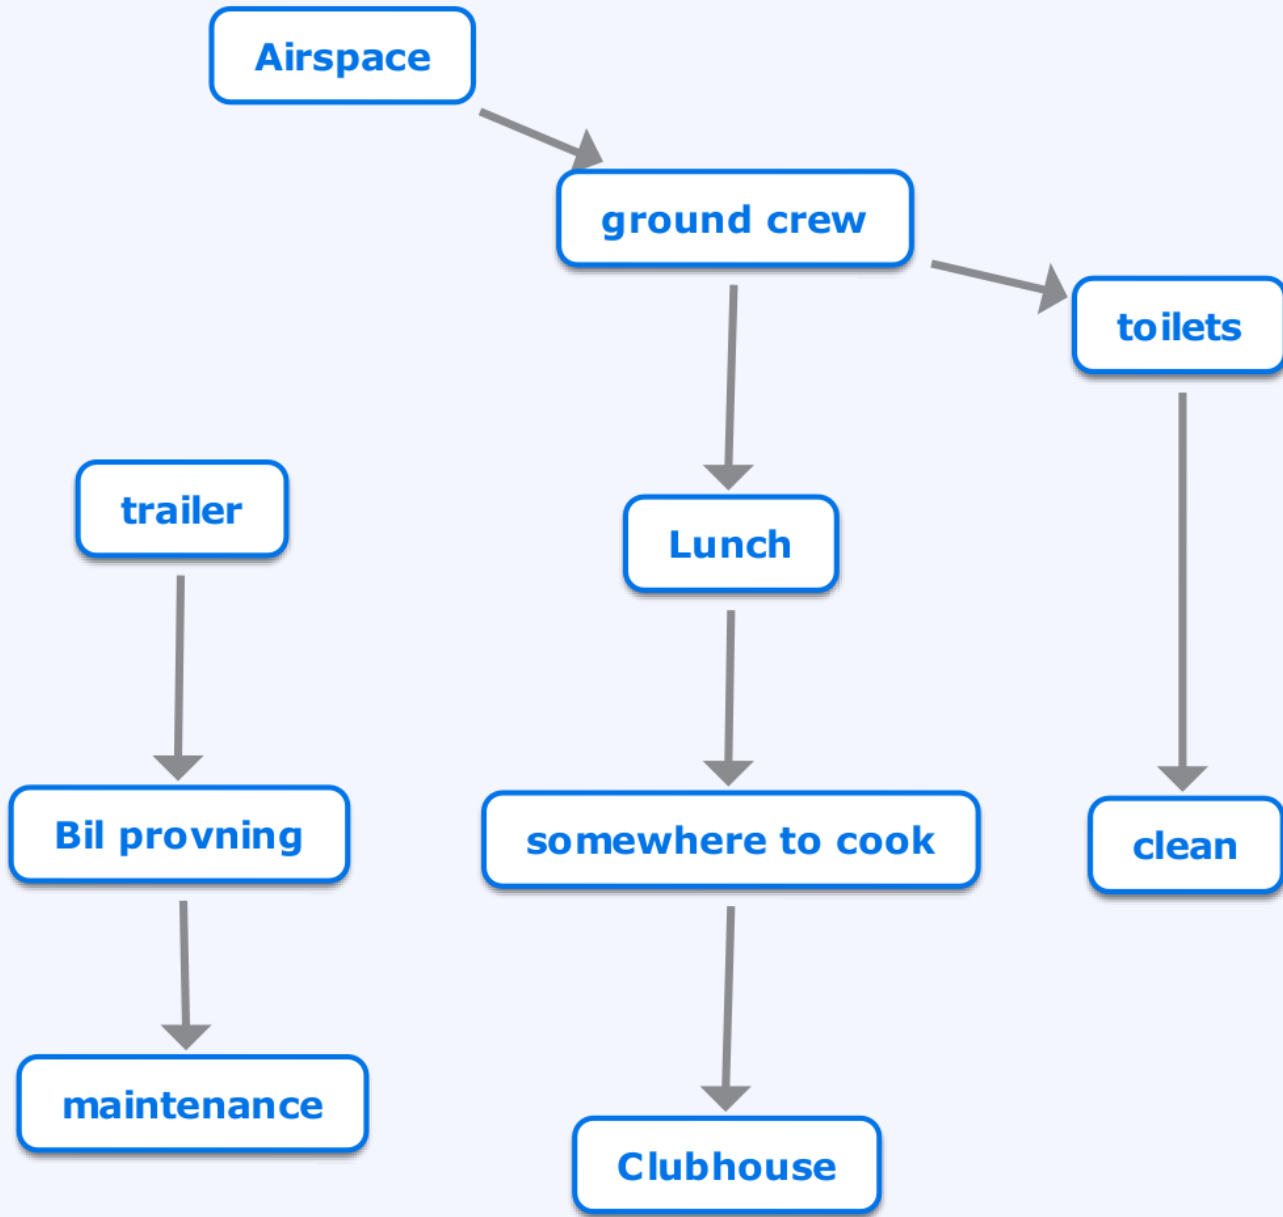 Airspace
ground crew
toilets
trailer
Lunch
Bil provning
somewhere to cook
clean
maintenance
Clubhouse